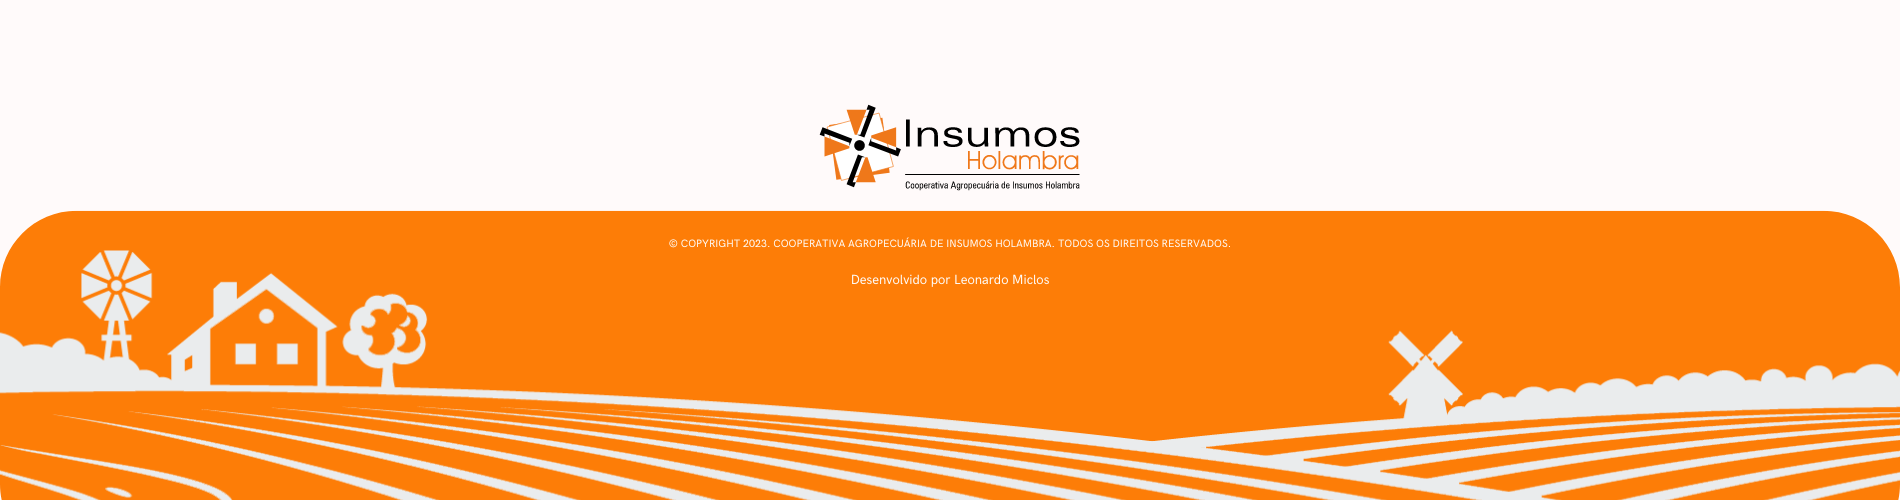 Insumos
Holambra
Cooperativa Agropecuária de Insumos Holambra
© COPYRIGHT 2023. COOPERATIVA AGROPECUÁRIA DE INSUMOS HOLAMBRA. TODOS OS DIREITOS RESERVADOS.
Desenvolvido por Leonardo Miclos